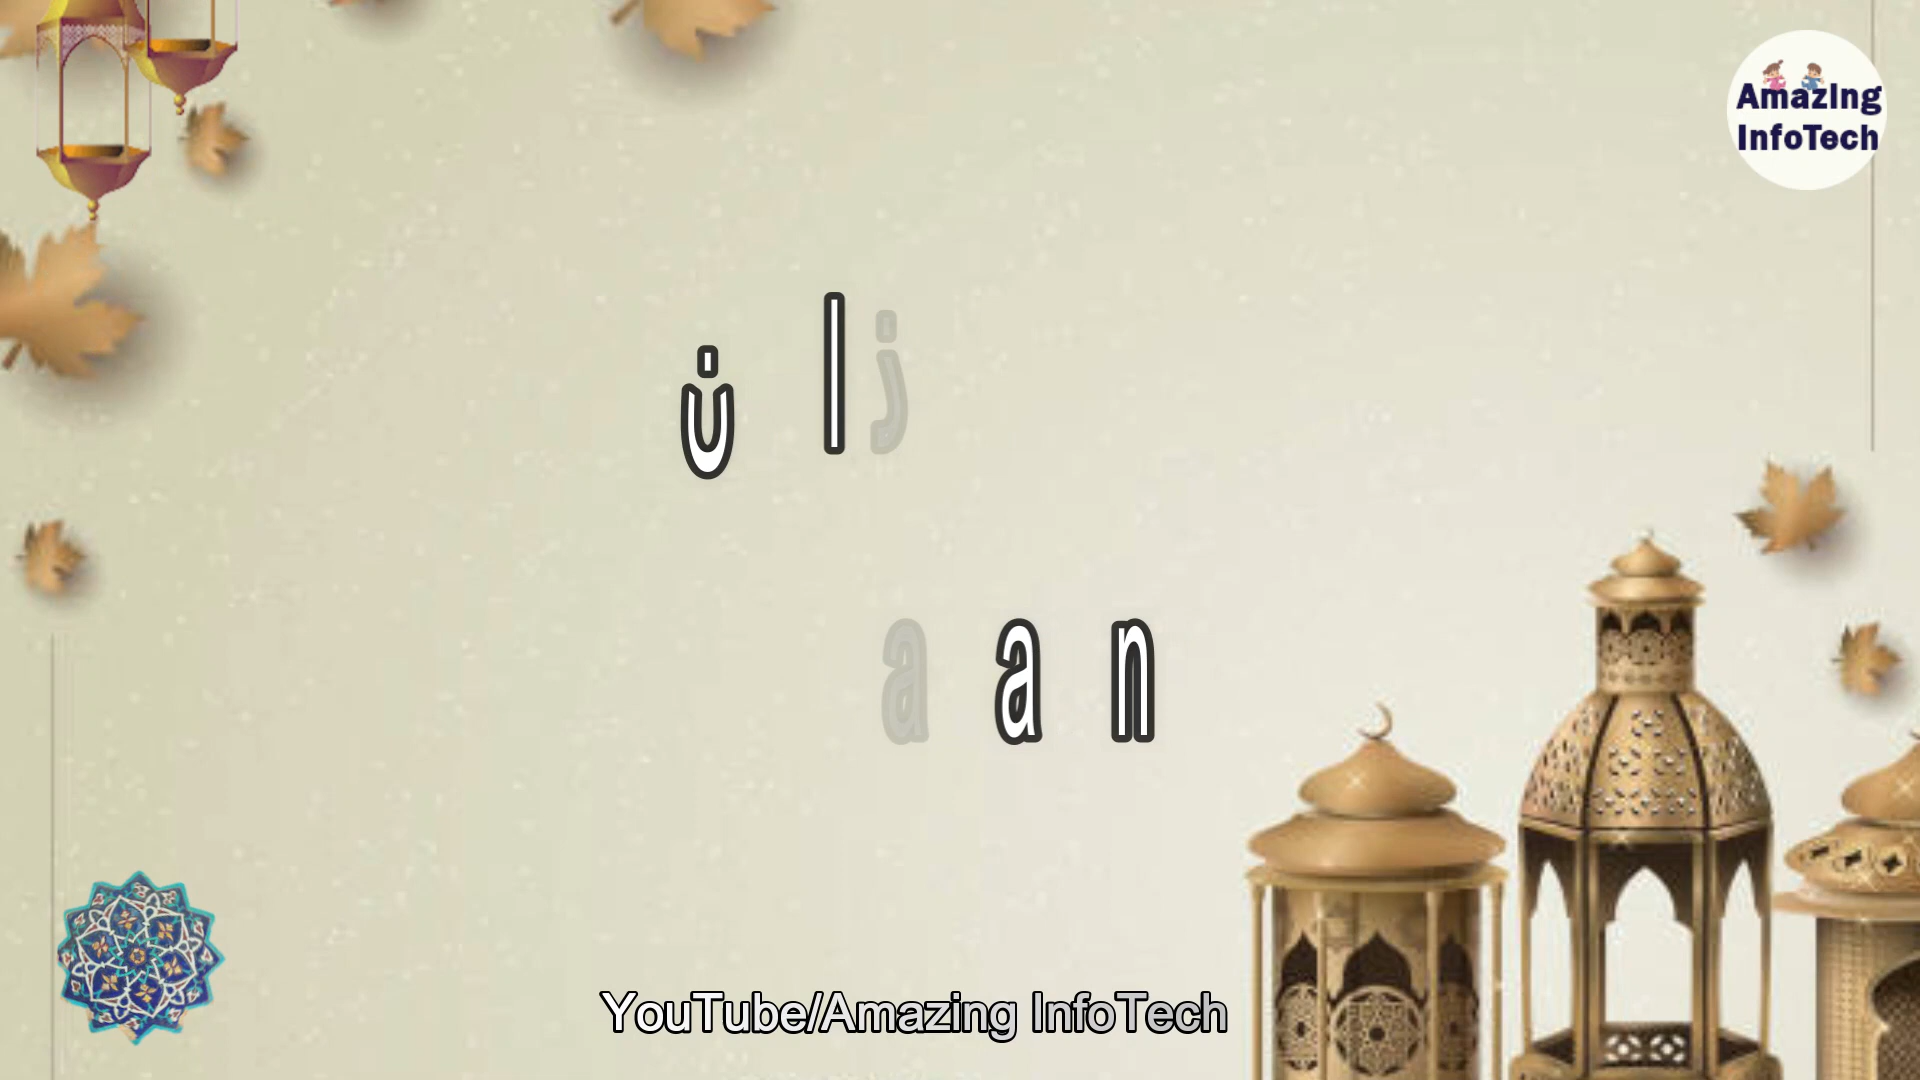 Amazing
InfoTech
ز ا ن
a a n
YouTube/Amazing InfoTech